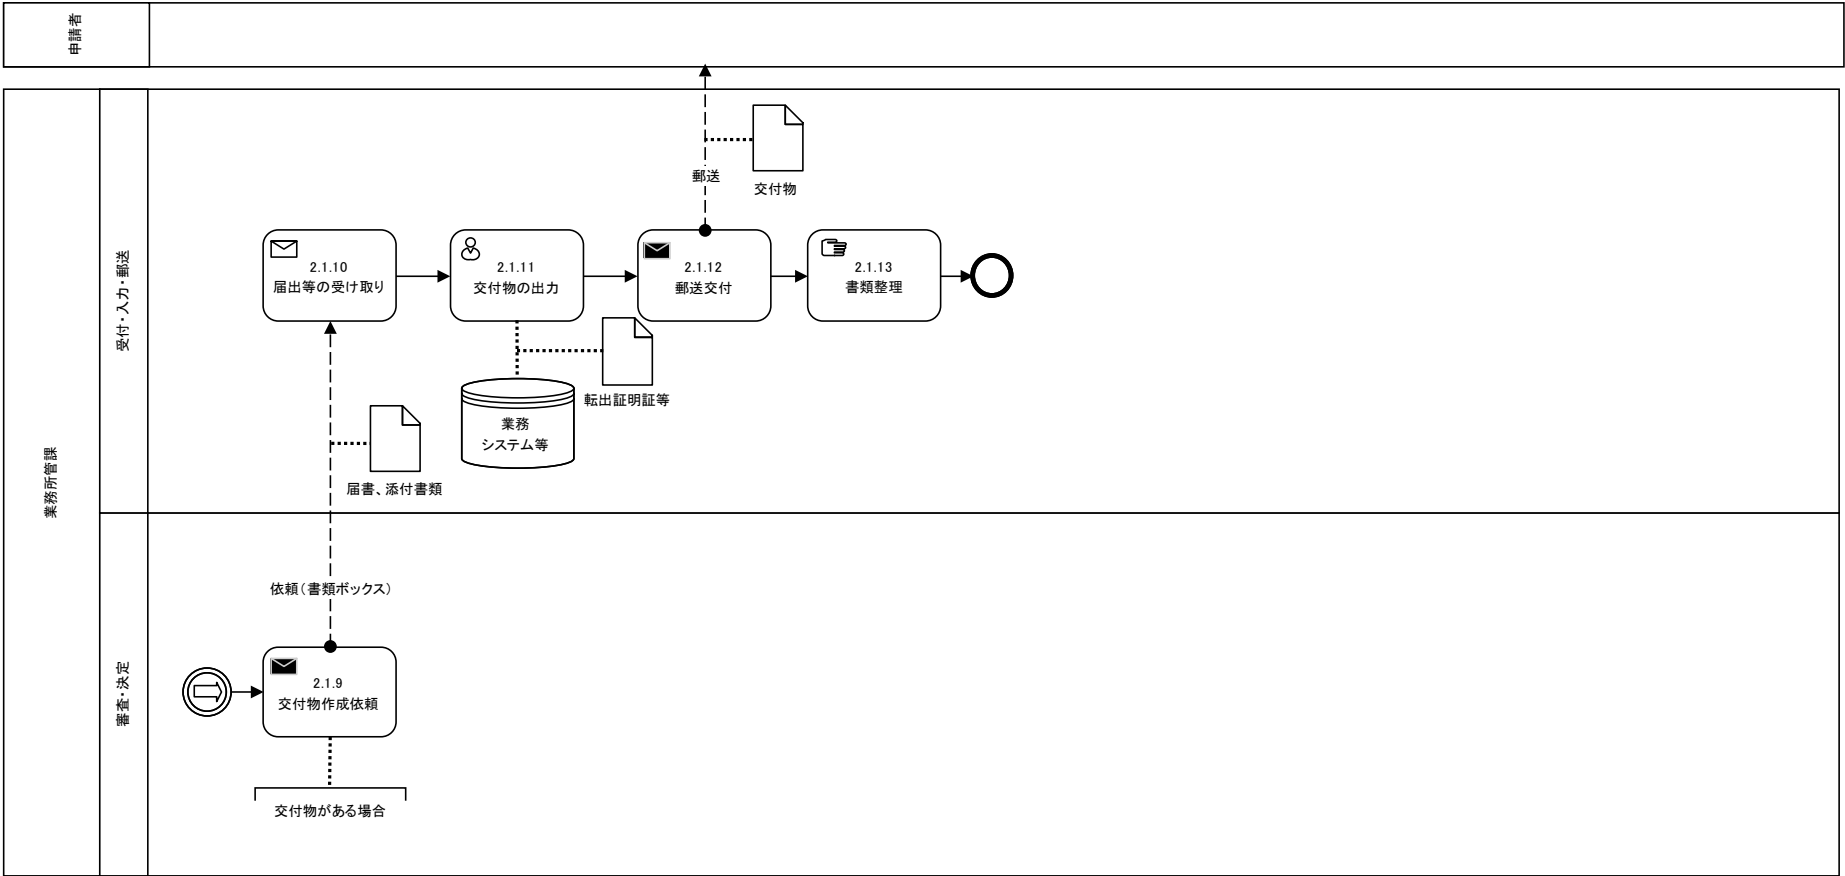 申請者
業務所管課
受付・入力・郵送
郵送
交付物
2.1.10
届出等の受け取り
2.1.11
交付物の出力
2.1.12
郵送交付
2.1.13
書類整理
転出証明証等
業務
システム等
届書、添付書類
審査・決定
依頼（書類ボックス）
2.1.9
交付物作成依頼
交付物がある場合